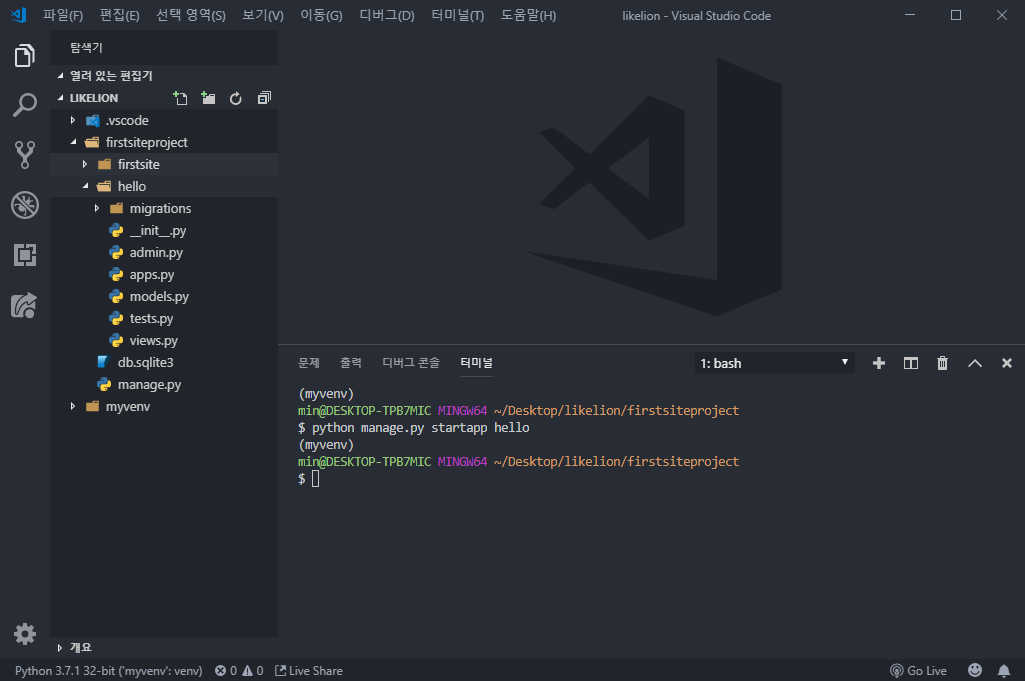 파일(F) 편집(E) 선택 영역(S) 보기(V) 이동(G) 디버그(D) 터미널(T) 도움말(H) likelion - Visual Studio Code
탐색기
열려 있는 편집기
LIKELION
.vscode
firstsiteproject
firstsite
hello
migrations
__init__.py
admin.py
apps.py
models.py
tests.py
views.py
db.sqlite3
manage.py
myvenv
개요
문제 출력 디버그 콘솔 터미널 1: bash
(myvenv)
min@DESKTOP-TPB7MIC MINGW64 ~/Desktop/likelion/firstsiteproject
$ python manage.py startapp hello
(myvenv)
min@DESKTOP-TPB7MIC MINGW64 ~/Desktop/likelion/firstsiteproject
$
Python 3.7.1 32-bit ('myvenv': venv) 0 0 Live Share Go Live